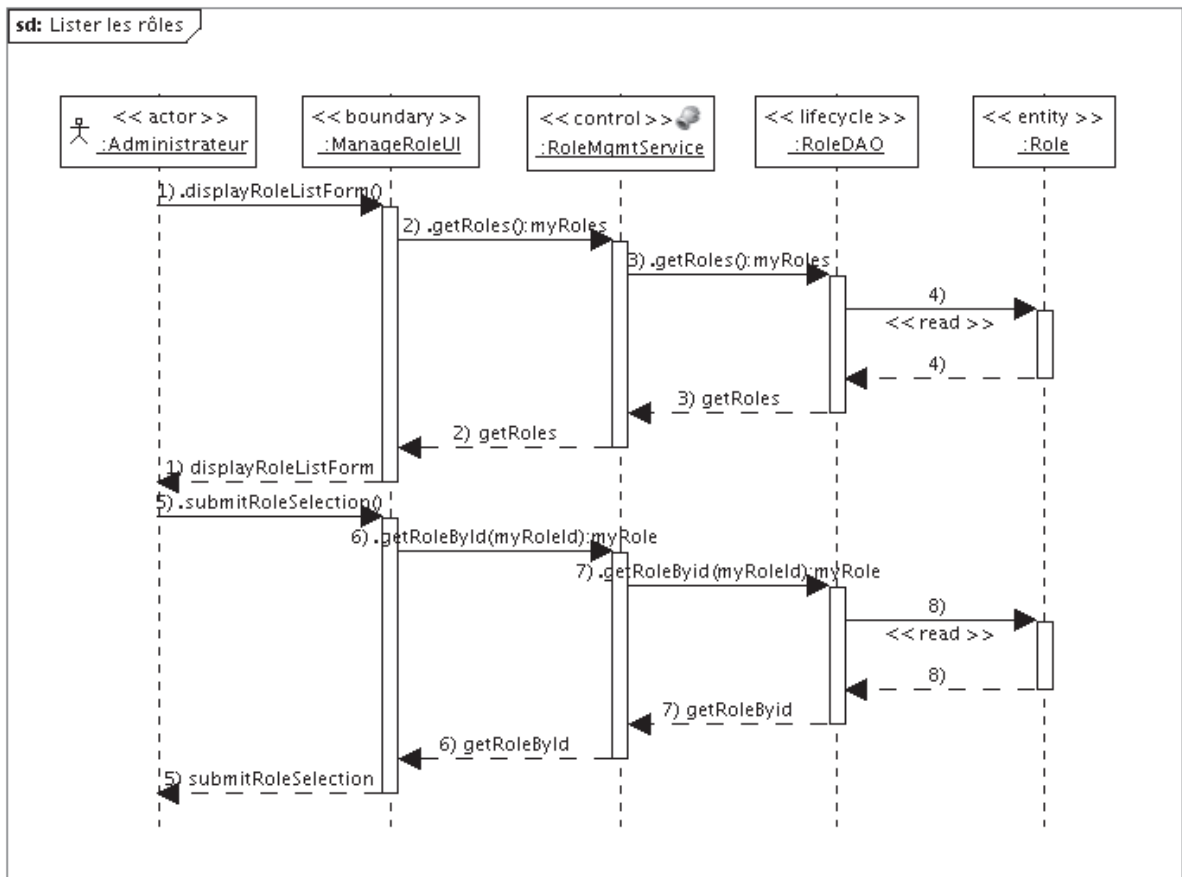 sd: Lister les rôles
<< actor >>
:Administrateur
<< boundary >>
:ManageRoleUI
<< control >>
:RoleMgmtService
<< lifecycle >>
:RoleDAO
<< entity >>
:Role
1) .displayRoleListForm()
2) .getRoles():myRoles
3) .getRoles():myRoles
4)
<< read >>
4)
3) getRoles
2) getRoles
1) displayRoleListForm
5) .submitRoleSelection()
6) .getRoleById(myRoleId):myRole
7) .getRoleByid(myRoleId):myRole
8)
<< read >>
8)
7) getRoleByid
6) getRoleById
5) submitRoleSelection